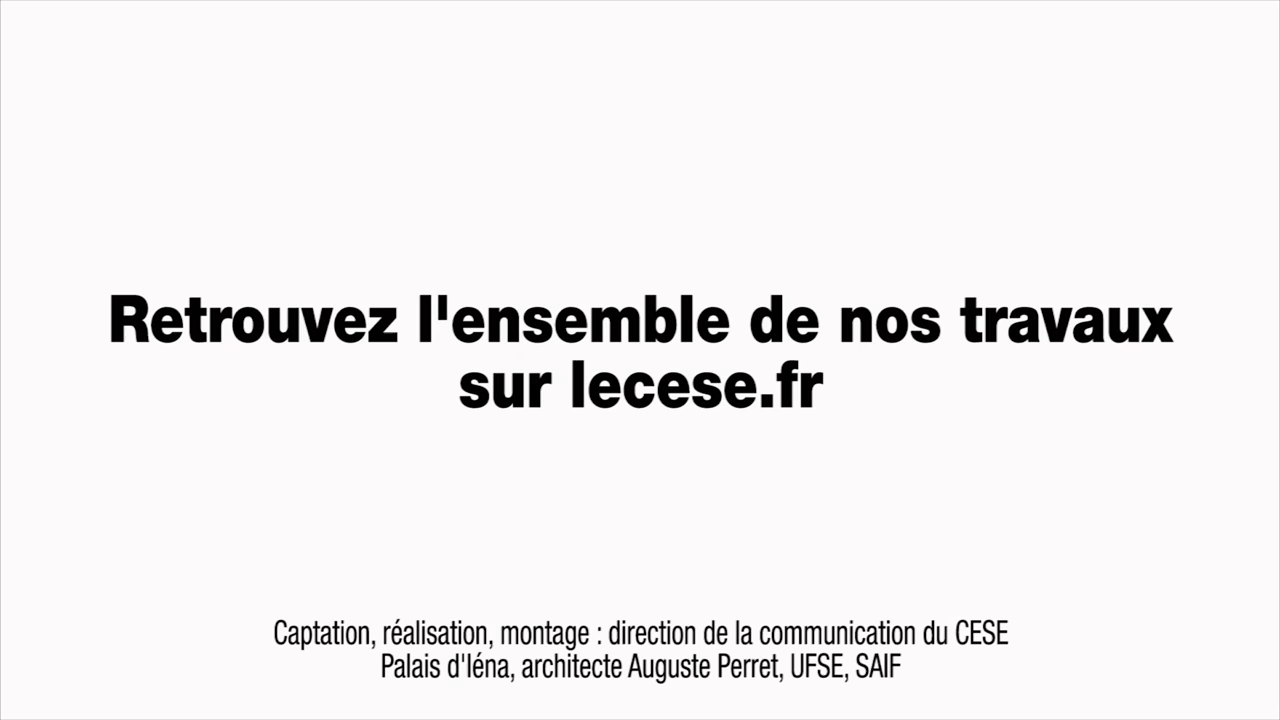 Retrouvez l'ensemble de nos travaux
sur lecese.fr
Captation, réalisation, montage : direction de la communication du CESE
Palais d'Iéna, architecte Auguste Perret, UFSE, SAIF